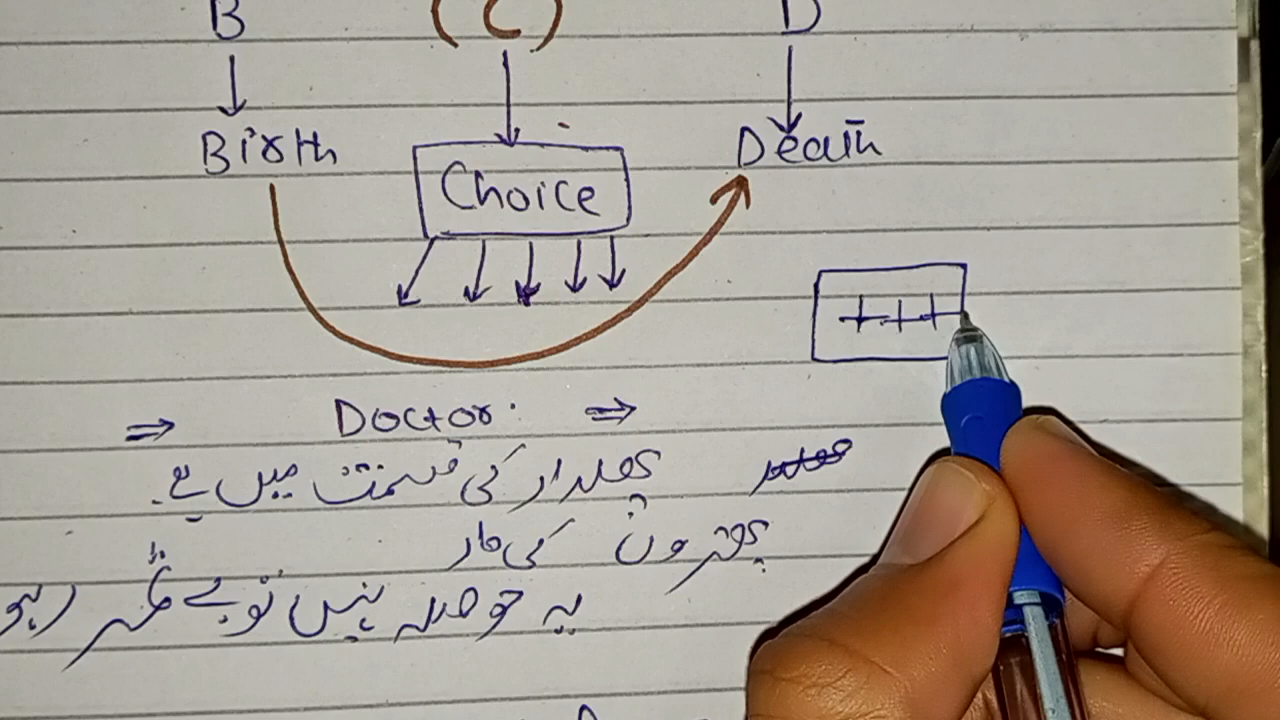 B (C) D
Birth Choice Death
⇒ Doctor. ⇒
پھلدار کی قسمت میں ہے۔
پتھروں کی مار
یہ حوصلہ نہیں تو بے ثمر رہو